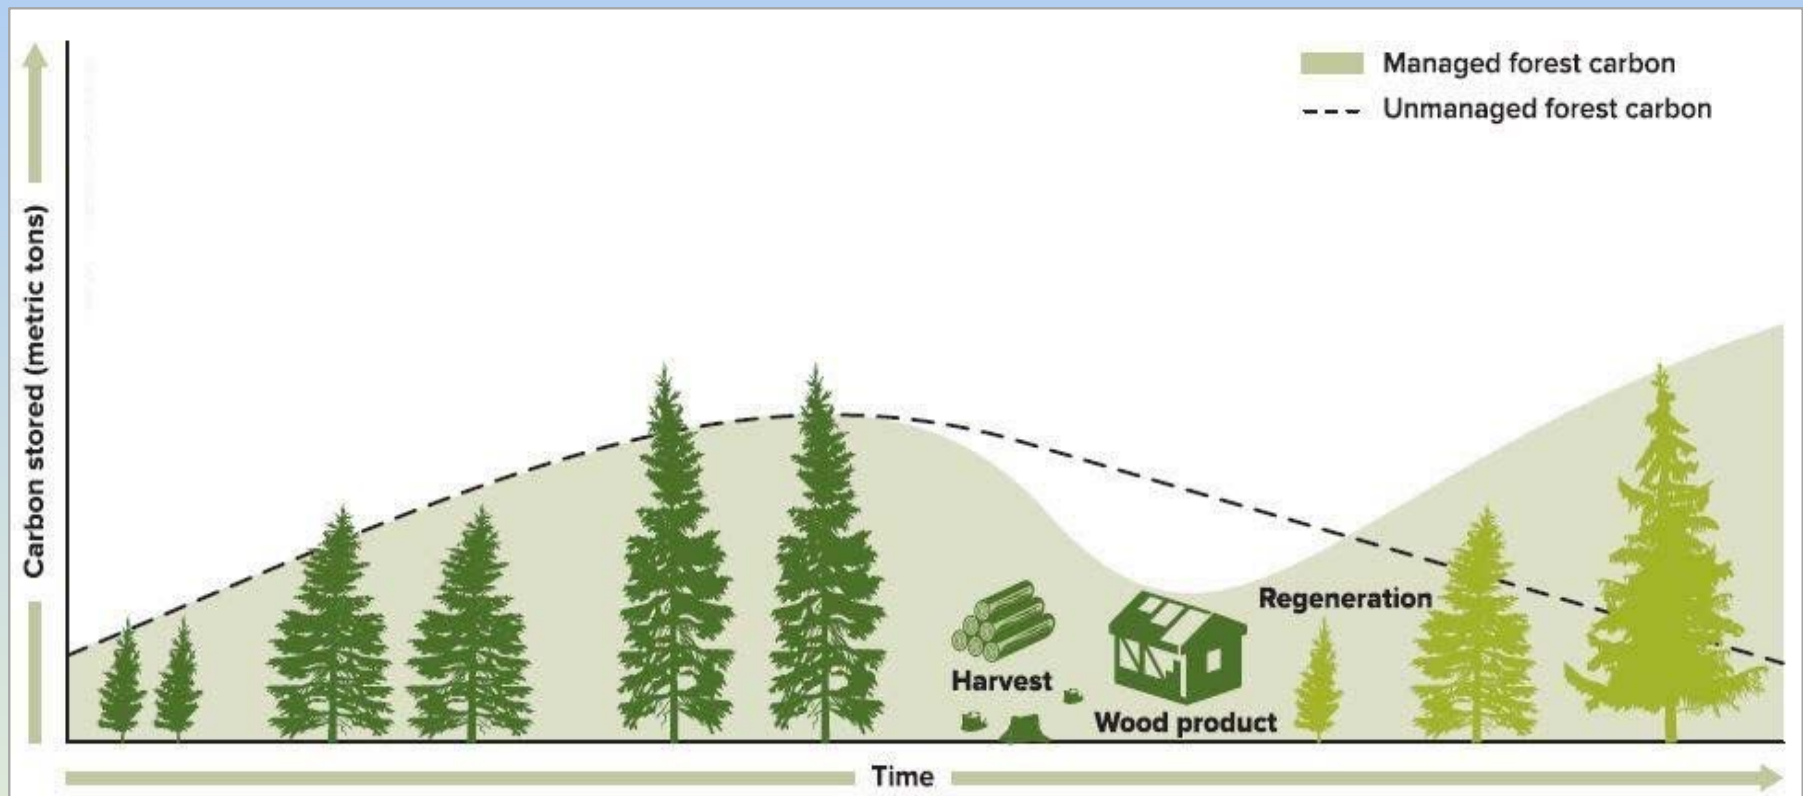 Managed forest carbon
Unmanaged forest carbon
Carbon stored (metric tons)
Harvest
Wood product
Regeneration
Time